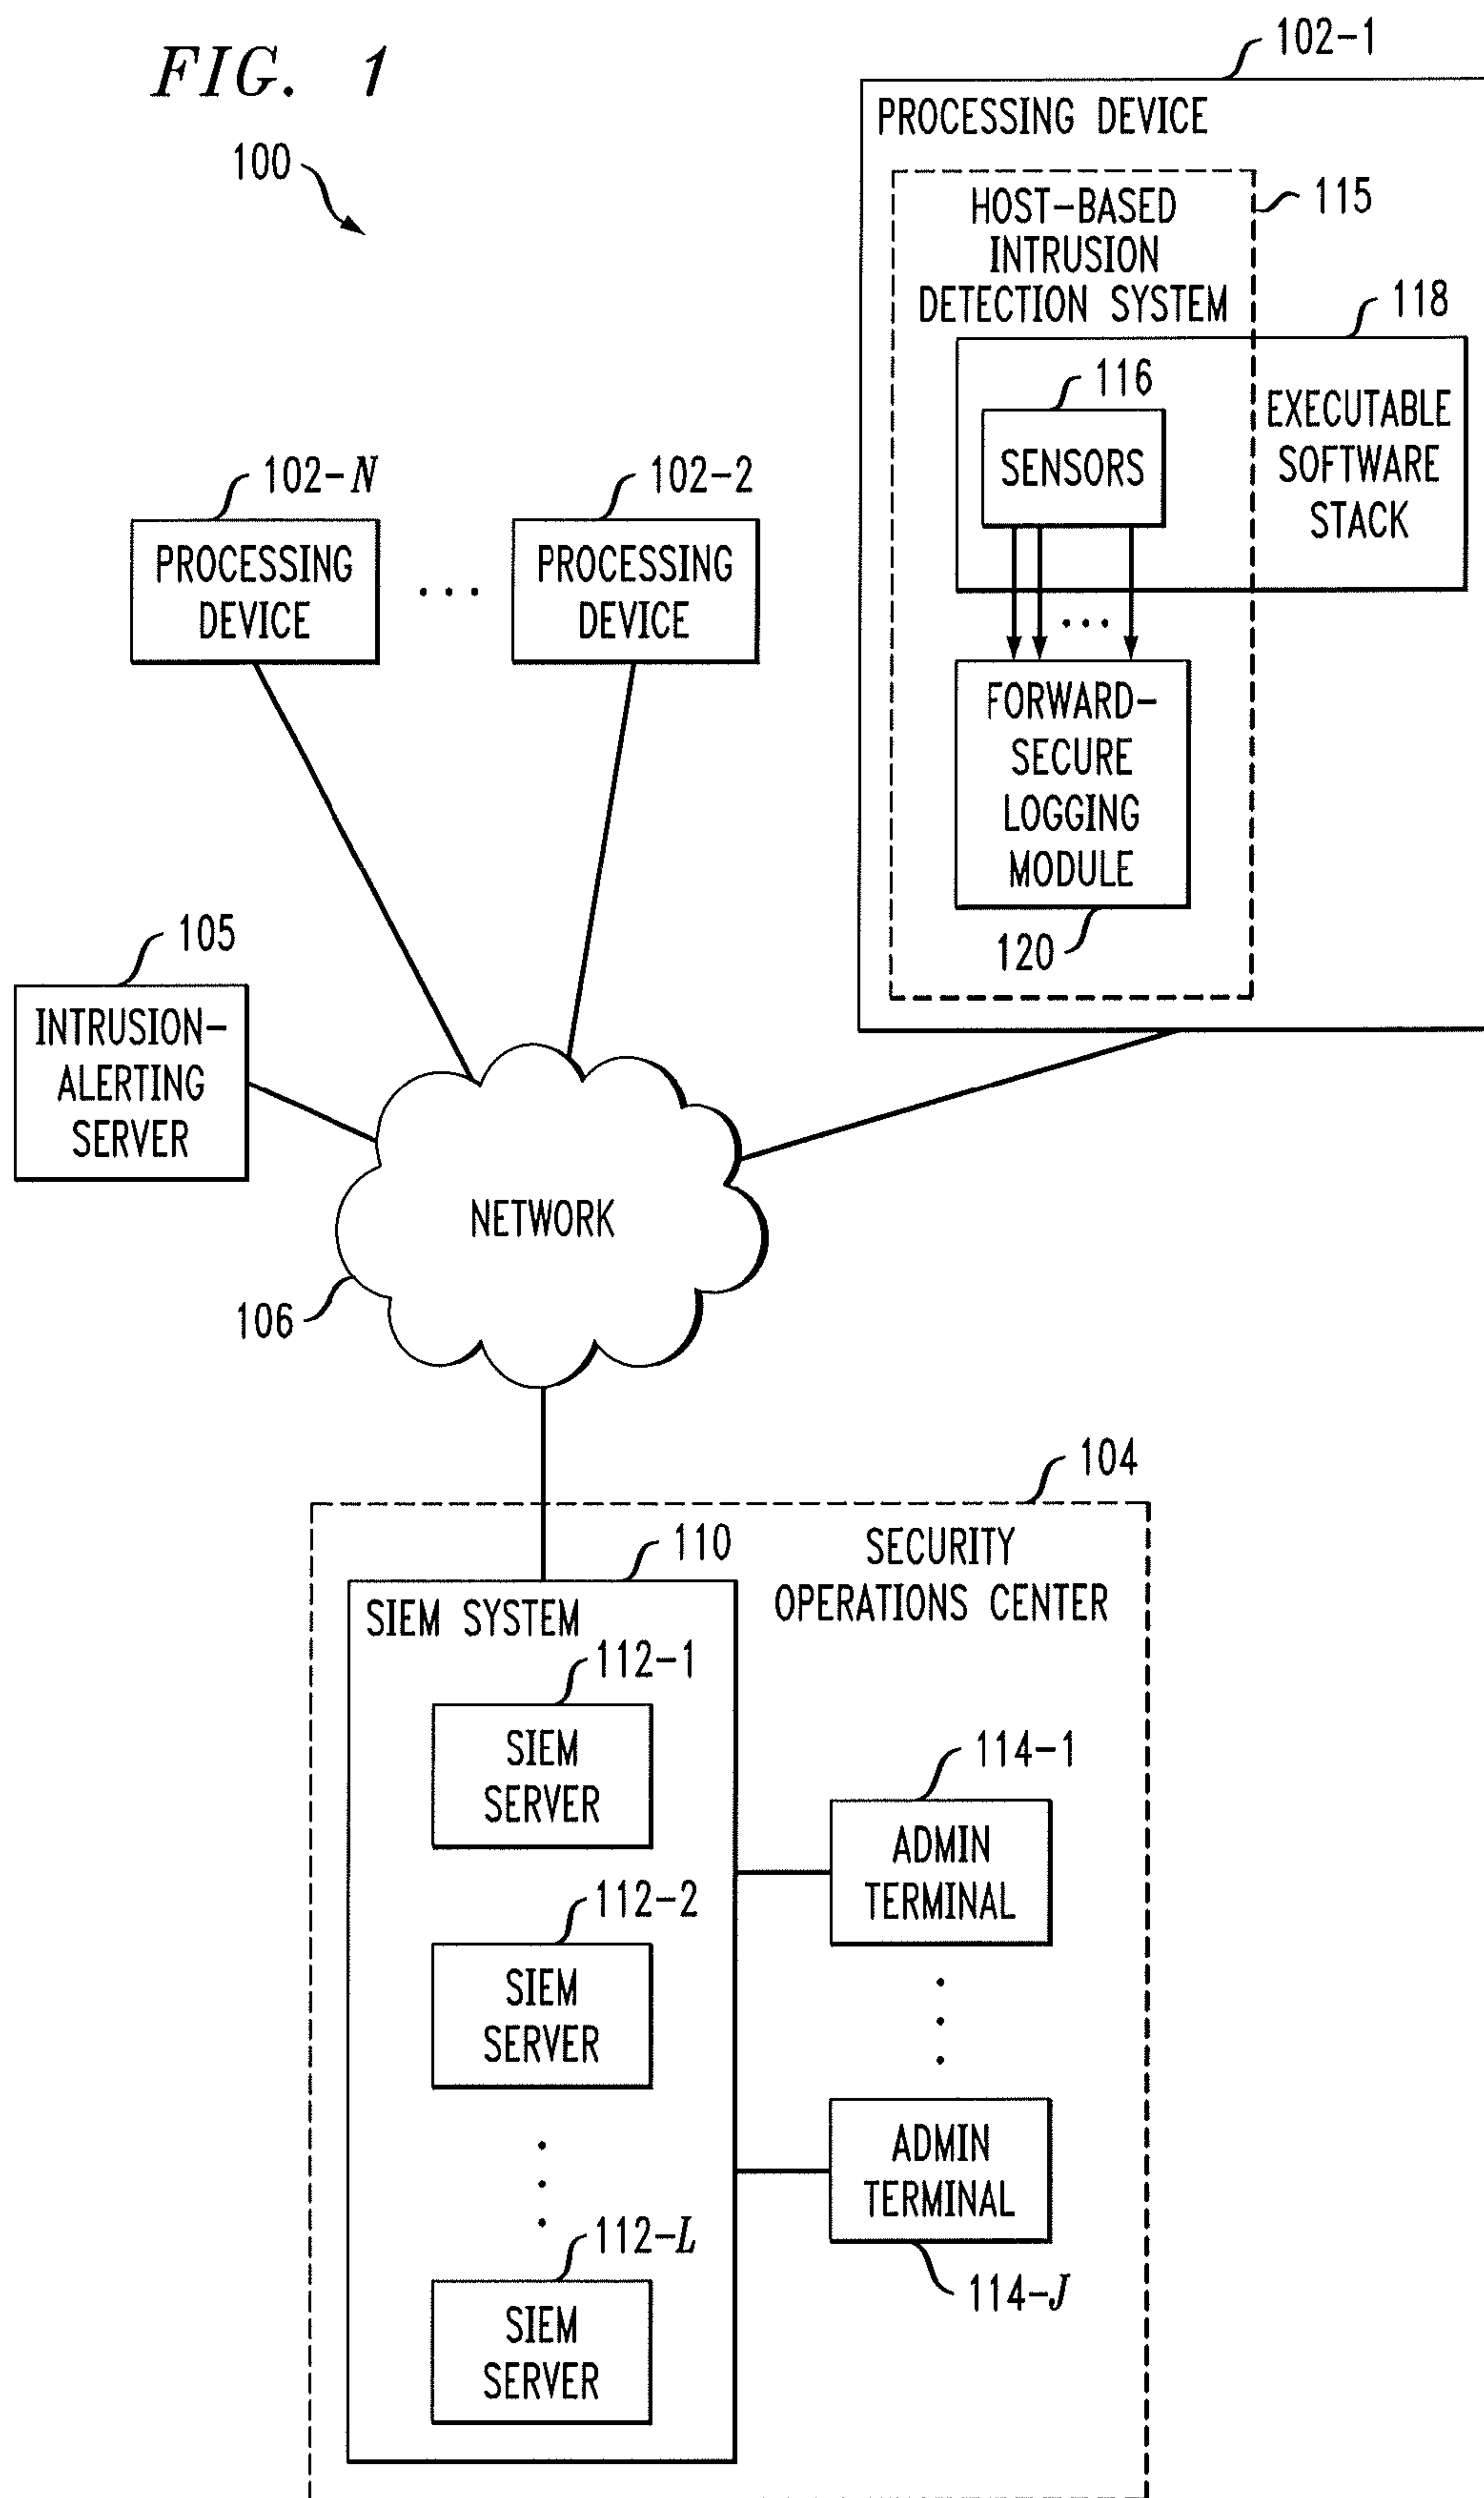 FIG. 1
100
102-1
PROCESSING DEVICE
115
HOST-BASED
INTRUSION
DETECTION SYSTEM
118
116
SENSORS
EXECUTABLE
SOFTWARE
STACK
...
FORWARD-
SECURE
LOGGING
MODULE
120
102-N
PROCESSING
DEVICE
...
102-2
PROCESSING
DEVICE
105
INTRUSION-
ALERTING
SERVER
NETWORK
106
104
SECURITY
OPERATIONS CENTER
110
SIEM SYSTEM
112-1
SIEM
SERVER
112-2
SIEM
SERVER
112-L
SIEM
SERVER
114-1
ADMIN
TERMINAL
ADMIN
TERMINAL
114-J